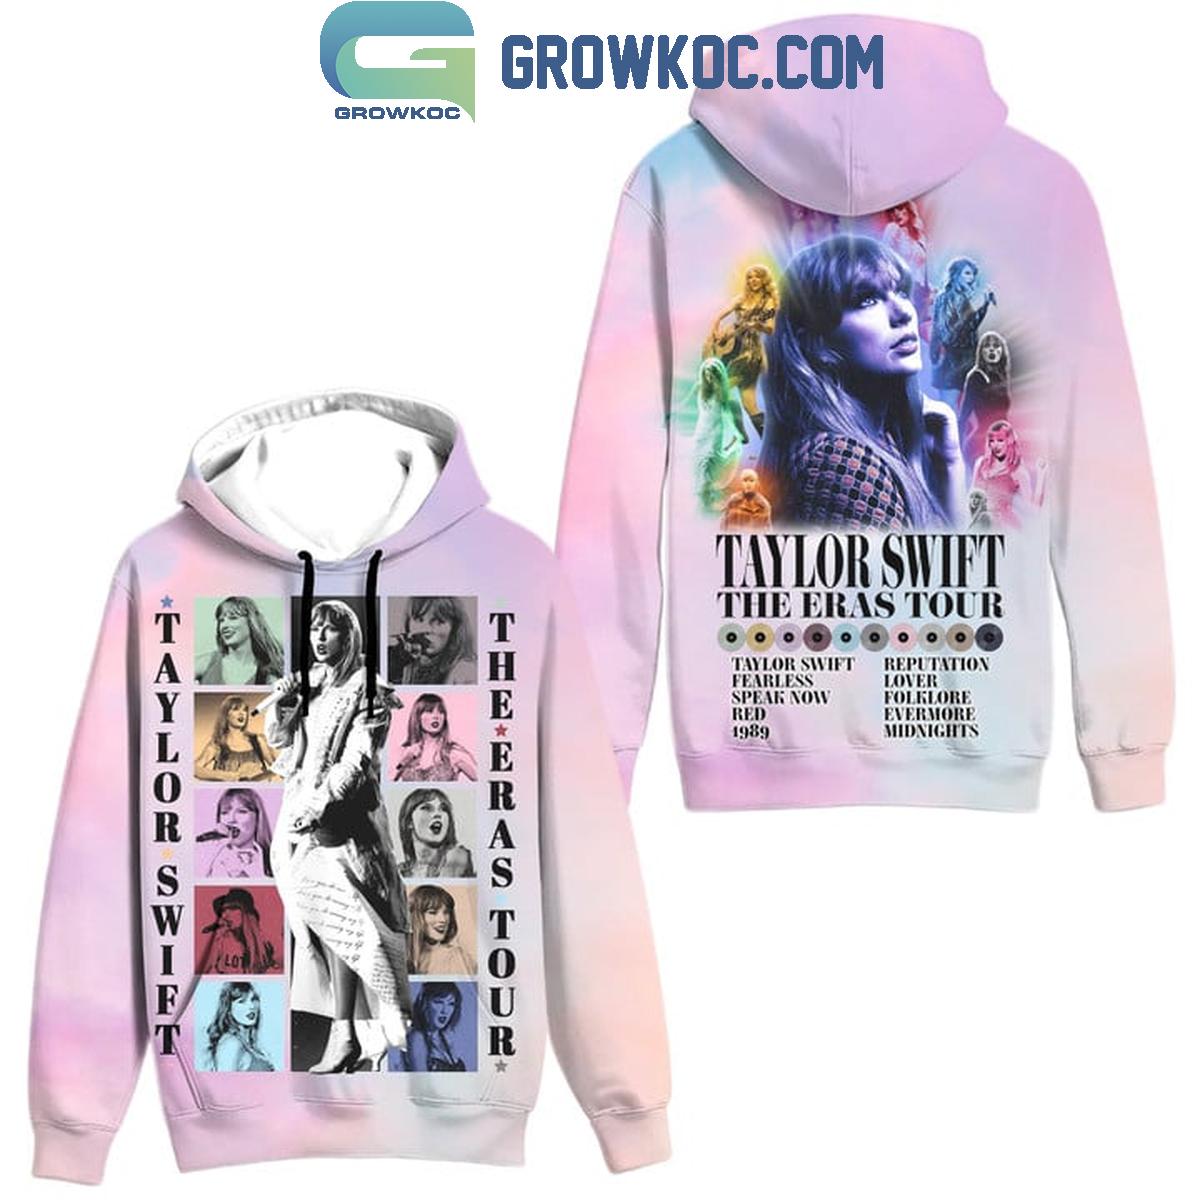 GROWKOC
GROWKOC.COM
TAYLOR SWIFT
THE ERAS TOUR
TAYLOR SWIFT
THE ERAS TOUR
TAYLOR SWIFT
FEARLESS
SPEAK NOW
RED
1989
REPUTATION
LOVER
FOLKLORE
EVERMORE
MIDNIGHTS